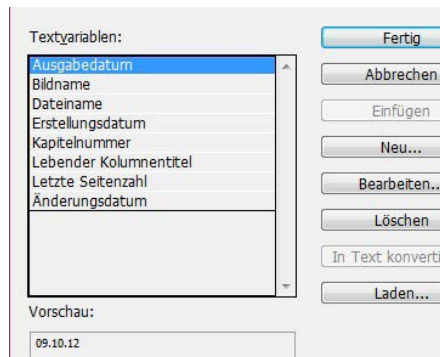 Textvariablen:
Ausgabedatum
Bildname
Dateiname
Erstellungsdatum
Kapitelnummer
Lebender Kolumnentitel
Letzte Seitenzahl
Änderungsdatum
Vorschau:
09.10.12
Fertig
Abbrechen
Einfügen
Neu...
Bearbeiten..
Löschen
In Text konverti
Laden...